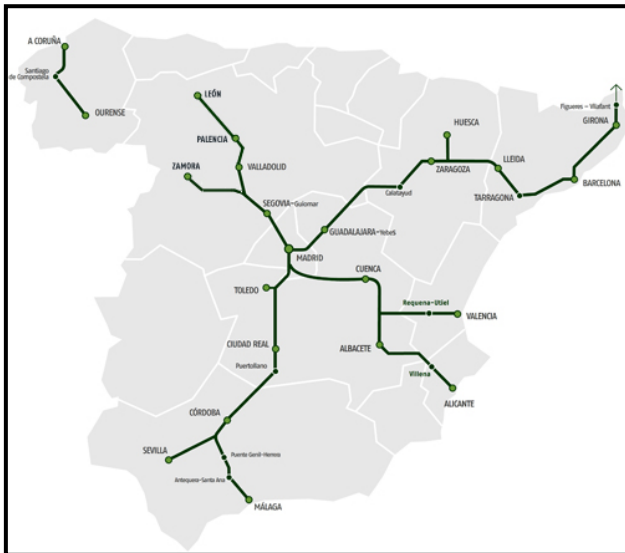 A CORUÑA
Santiago
de Compostela
OURENSE
LEÓN
PALENCIA
ZAMORA
VALLADOLID
SEGOVIA-Guiomar
HUESCA
ZARAGOZA
LLEIDA
Figueres - Vilafant
GIRONA
BARCELONA
TARRAGONA
Calatayud
GUADALAJARA-Yebes
MADRID
TOLEDO
CUENCA
Requena-Utiel
VALENCIA
CIUDAD REAL
ALBACETE
Puertollano
Villena
ALICANTE
CÓRDOBA
SEVILLA
Puente Genil-Herrera
Antequera-Santa Ana
MÁLAGA